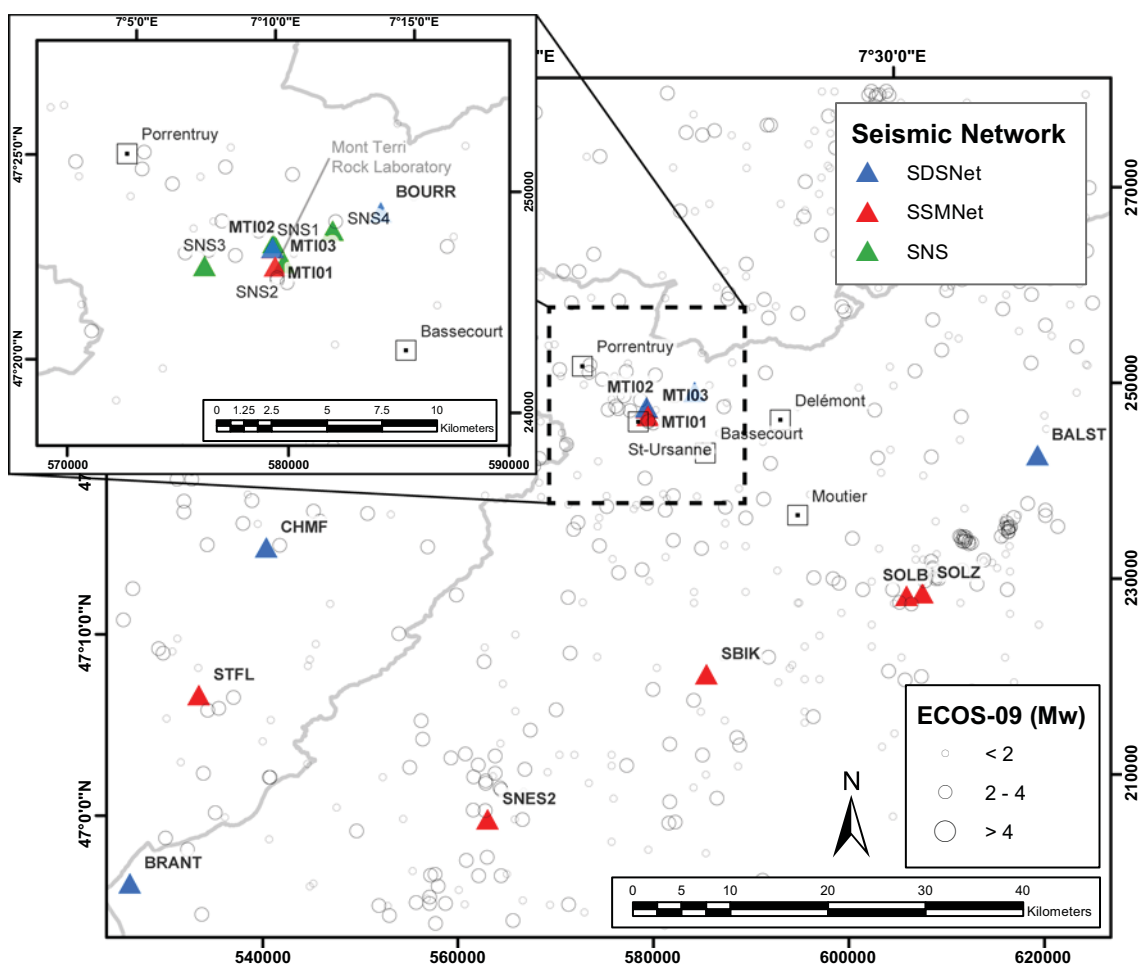 7°5'0"E
7°10'0"E
7°15'0"E
"E
7°30'0"E
47°25'0"N
47°20'0"N
Porrentruy
Mont Terri
Rock Laboratory
BOURR
SNS4
MTI02
SNS1
MTI03
SNS3
MTI01
SNS2
Bassecourt
0
1.25
2.5
5
7.5
10
Kilometers
570000
580000
590000
250000
240000
Seismic Network
SDSNet
SSMNet
SNS
270000
250000
230000
210000
Porrentruy
MTI02
MTI03
MTI01
Delémont
Bassecourt
St-Ursanne
BALST
Moutier
CHMF
SOLB
SOLZ
STFL
SBIK
SNES2
BRANT
47°10'0"N
47°0'0"N
ECOS-09 (Mw)
< 2
2 - 4
> 4
N
0
5
10
20
30
40
Kilometers
540000
560000
580000
600000
620000